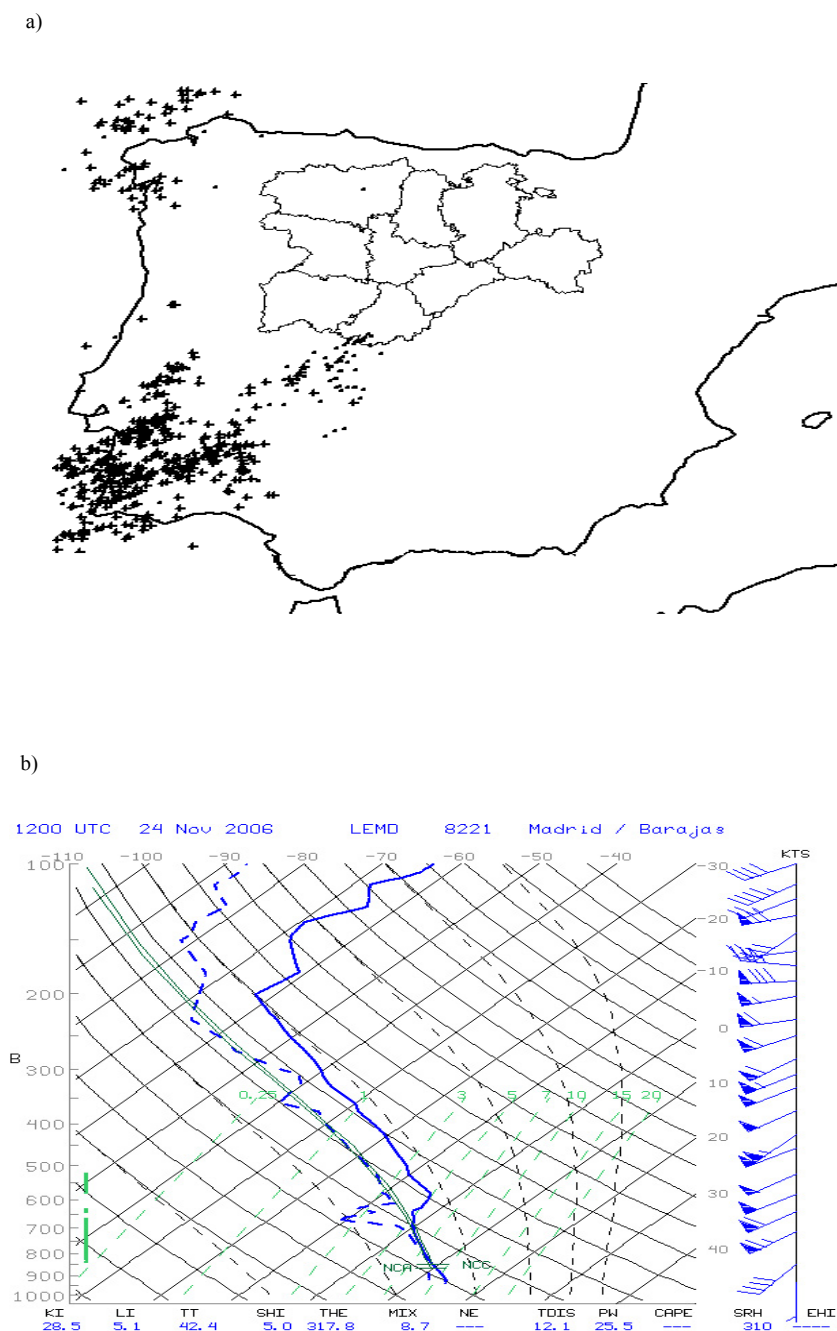 a)
b)
1200 UTC 24 Nov 2006 LEMD 8221 Madrid / Barajas
KTS
-110 -100 -90 -80 -70 -60 -50 -40 -30
100
-20
-10
200
0
B
300
10
0.25 1 3 5 7 10 15 20
400
20
500
30
600
700
40
800
NCA NCC
900
1000
KI LI TT SHI THE MIX NE TDIS PW CAPE SRH EHI
28.5 5.1 42.4 5.0 317.8 8.7 --- 12.1 25.5 --- 310 ----